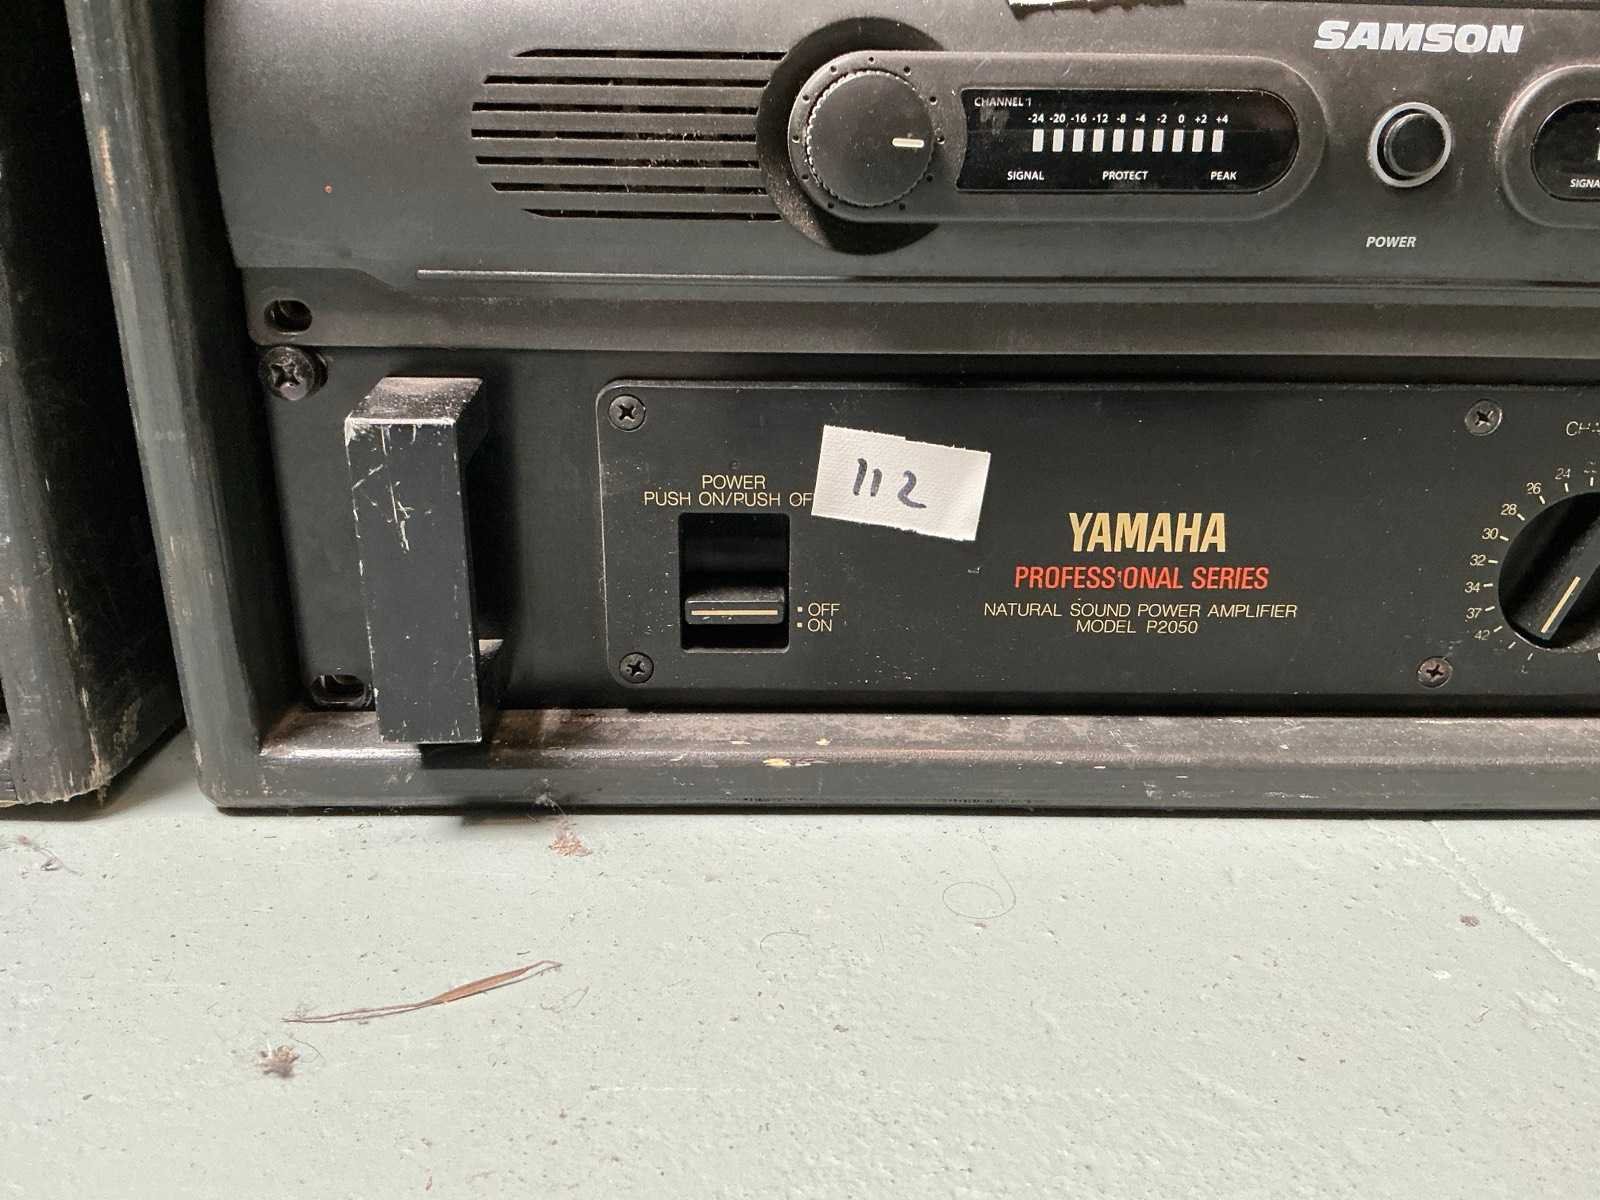 SAMSON
CHANNEL 1
-24 -20 -16 -12 -8 -4 -2 0 +2 +4
SIGNAL PROTECT PEAK
POWER
112
POWER
PUSH ON/PUSH
OFF
ON
YAMAHA
PROFESSIONAL SERIES
NATURAL SOUND POWER AMPLIFIER
MODEL P2050
24
26
28
30
32
34
37
42